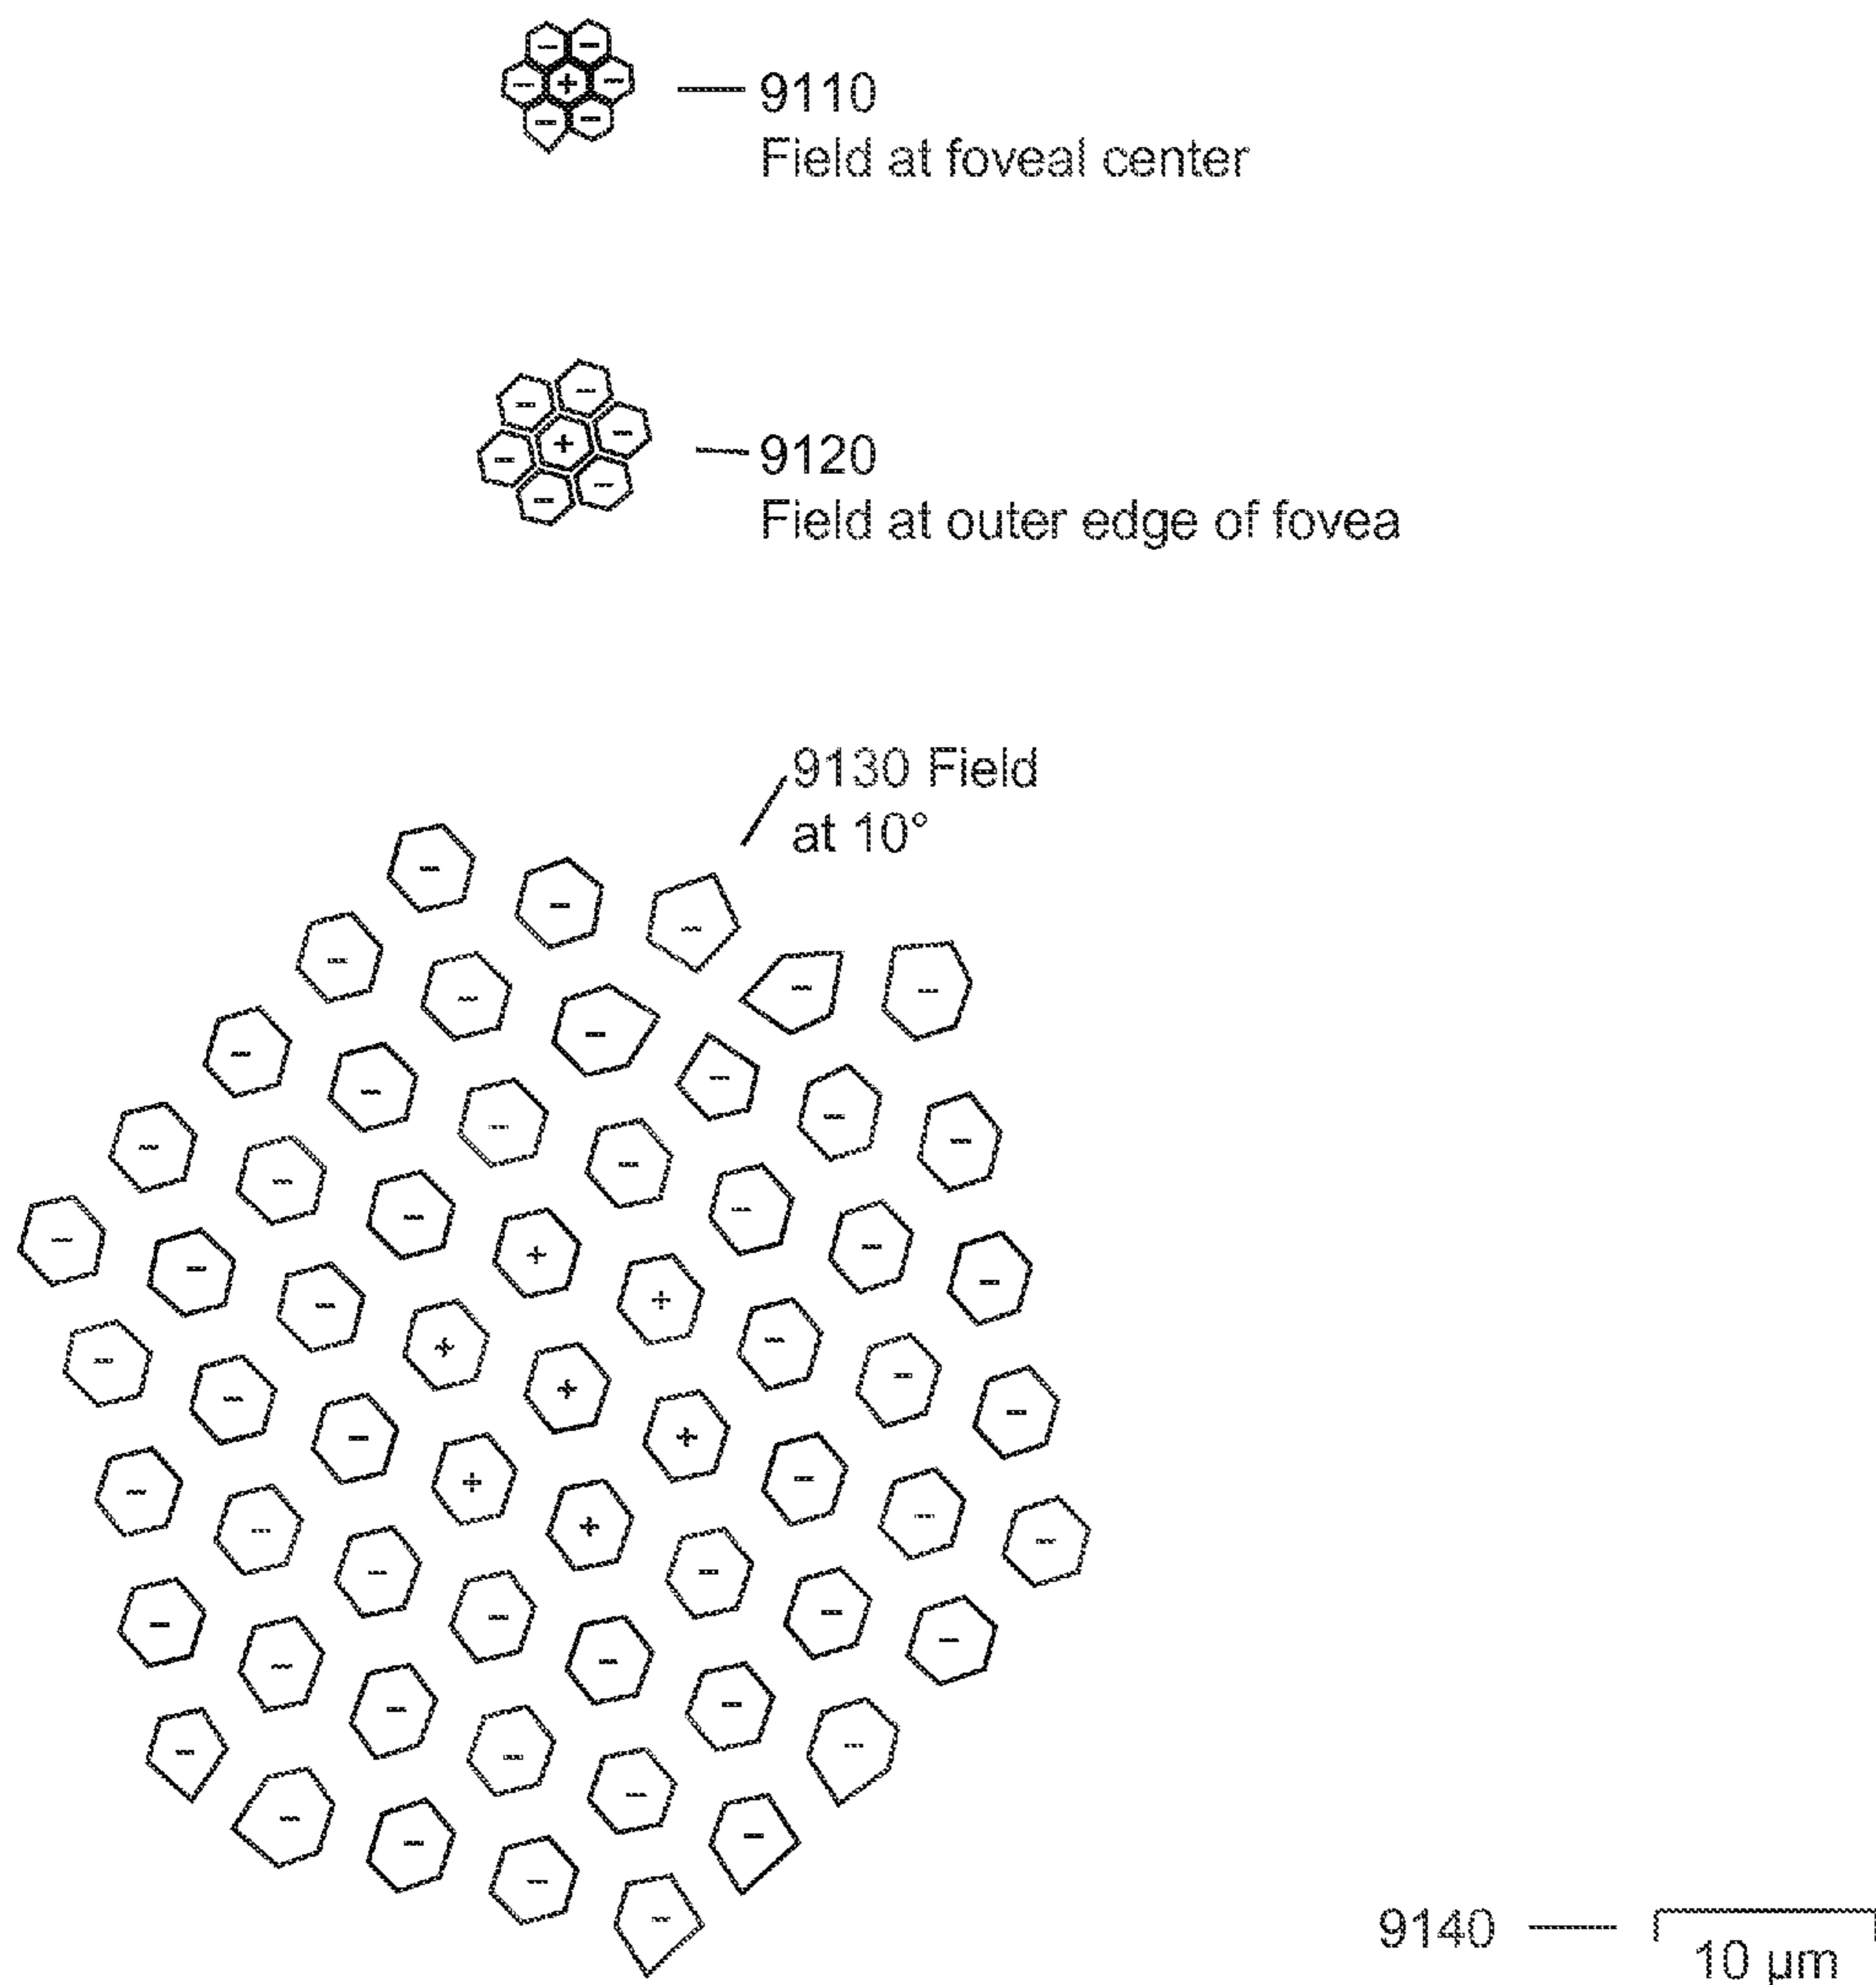 9110
Field at foveal center
9120
Field at outer edge of fovea
9130 Field
at 10°
9140
10 µm